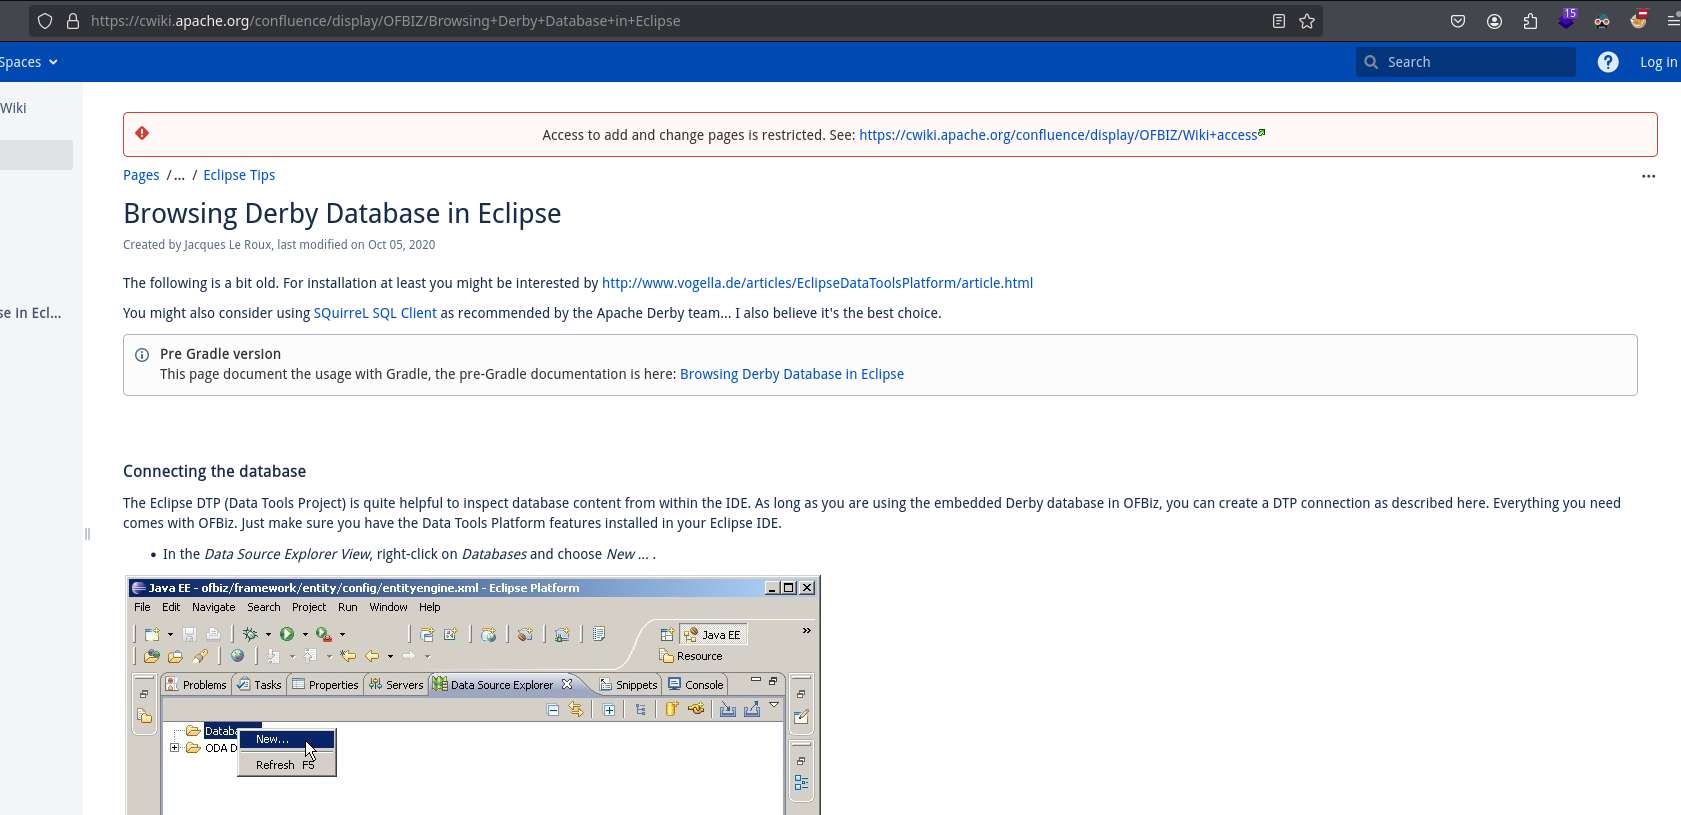 https://cwiki.apache.org/confluence/display/OFBIZ/Browsing+Derby+Database+in+Eclipse
15
Spaces
Search
?
Log in
Wiki
Access to add and change pages is restricted. See: https://cwiki.apache.org/confluence/display/OFBIZ/Wiki+access
Pages /... / Eclipse Tips
...
Browsing Derby Database in Eclipse
Created by Jacques Le Roux, last modified on Oct 05, 2020
The following is a bit old. For installation at least you might be interested by http://www.vogella.de/articles/EclipseDataToolsPlatform/article.html
se In Ecl...
You might also consider using SQuirreL SQL Client as recommended by the Apache Derby team... I also believe it's the best choice.
Pre Gradle version
This page document the usage with Gradle, the pre-Gradle documentation is here: Browsing Derby Database in Eclipse
Connecting the database
The Eclipse DTP (Data Tools Project) is quite helpful to inspect database content from within the IDE. As long as you are using the embedded Derby database in OFBiz, you can create a DTP connection as described here. Everything you need
comes with OFBiz. Just make sure you have the Data Tools Platform features installed in your Eclipse IDE.
• In the Data Source Explorer View, right-click on Databases and choose New ... .
Java EE - ofbiz/framework/entity/config/entityengine.xml - Eclipse Platform
File Edit Navigate Search Project Run Window Help
Java EE
»
Resource
Problems Tasks Properties Servers Data Source Explorer Snippets Console
Databa
New...
ODA D
Refresh F5